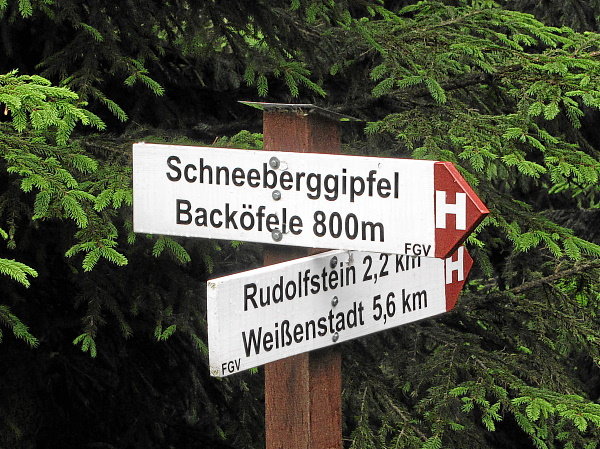 Schneeberggipfel
Backöfele 800m
H
FGV
Rudolfstein 2,2 km
H
Weißenstadt 5,6 km
FGV